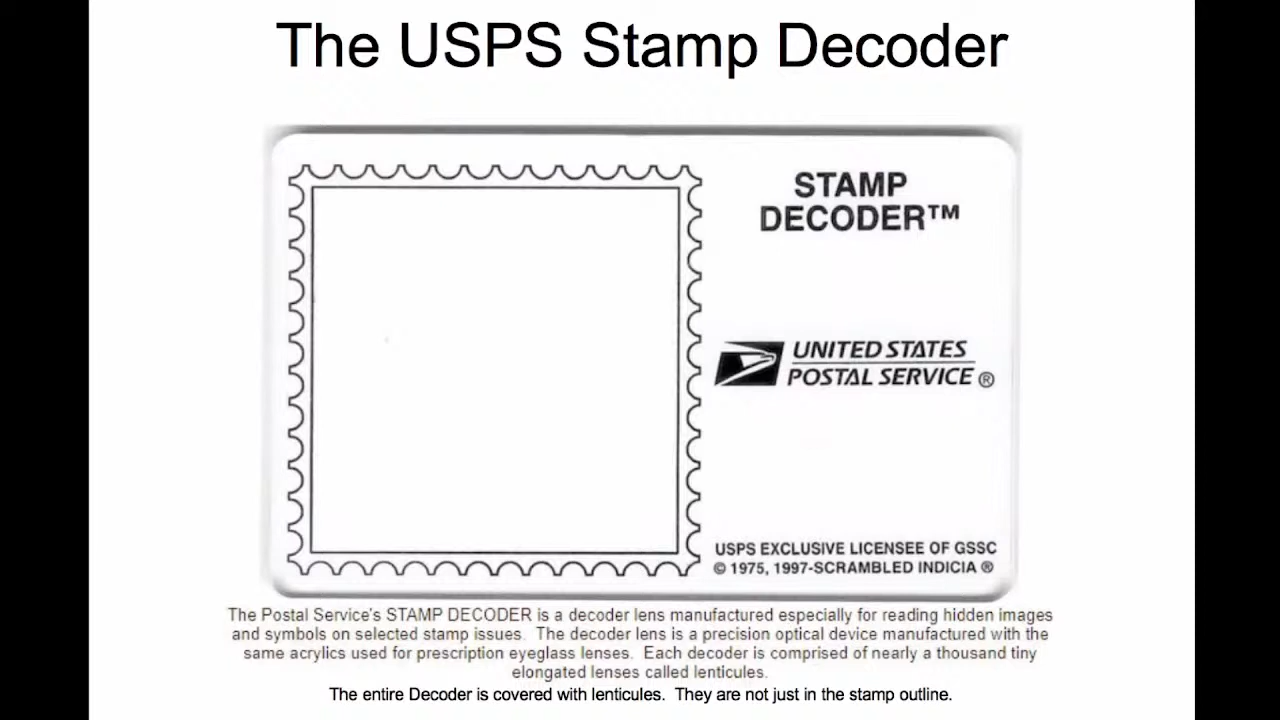 The USPS Stamp Decoder
STAMP
DECODER™
UNITED STATES
POSTAL SERVICE®
USPS EXCLUSIVE LICENSEE OF GSSC
© 1975, 1997-SCRAMBLED INDICIA ®
The Postal Service's STAMP DECODER is a decoder lens manufactured especially for reading hidden images
and symbols on selected stamp issues. The decoder lens is a precision optical device manufactured with the
same acrylics used for prescription eyeglass lenses. Each decoder is comprised of nearly a thousand tiny
elongated lenses called lenticules.
The entire Decoder is covered with lenticules. They are not just in the stamp outline.